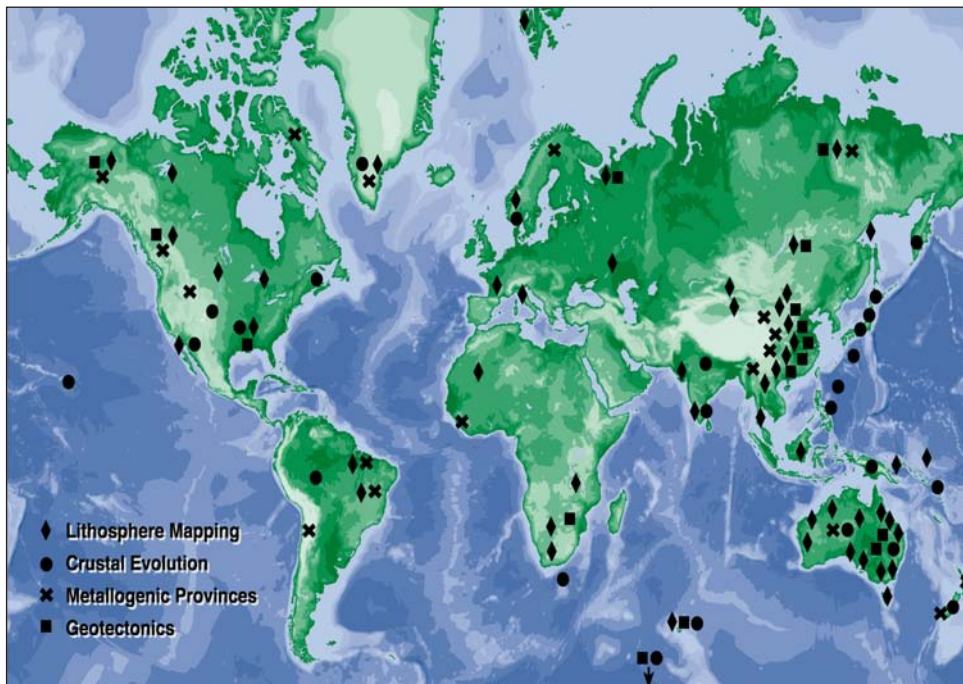 Lithosphere Mapping
Crustal Evolution
Metallogenic Provinces
Geotectonics